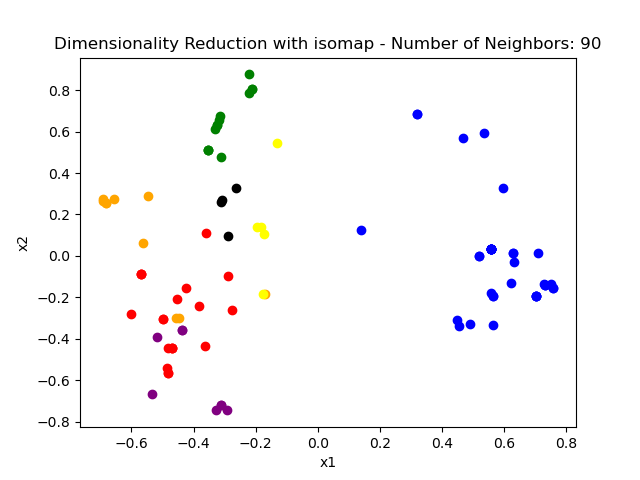 Dimensionality Reduction with isomap - Number of Neighbors: 90
0.8
0.6
0.4
0.2
0.0
−0.2
−0.4
−0.6
−0.8
x2
−0.6 −0.4 −0.2 0.0 0.2 0.4 0.6 0.8
x1